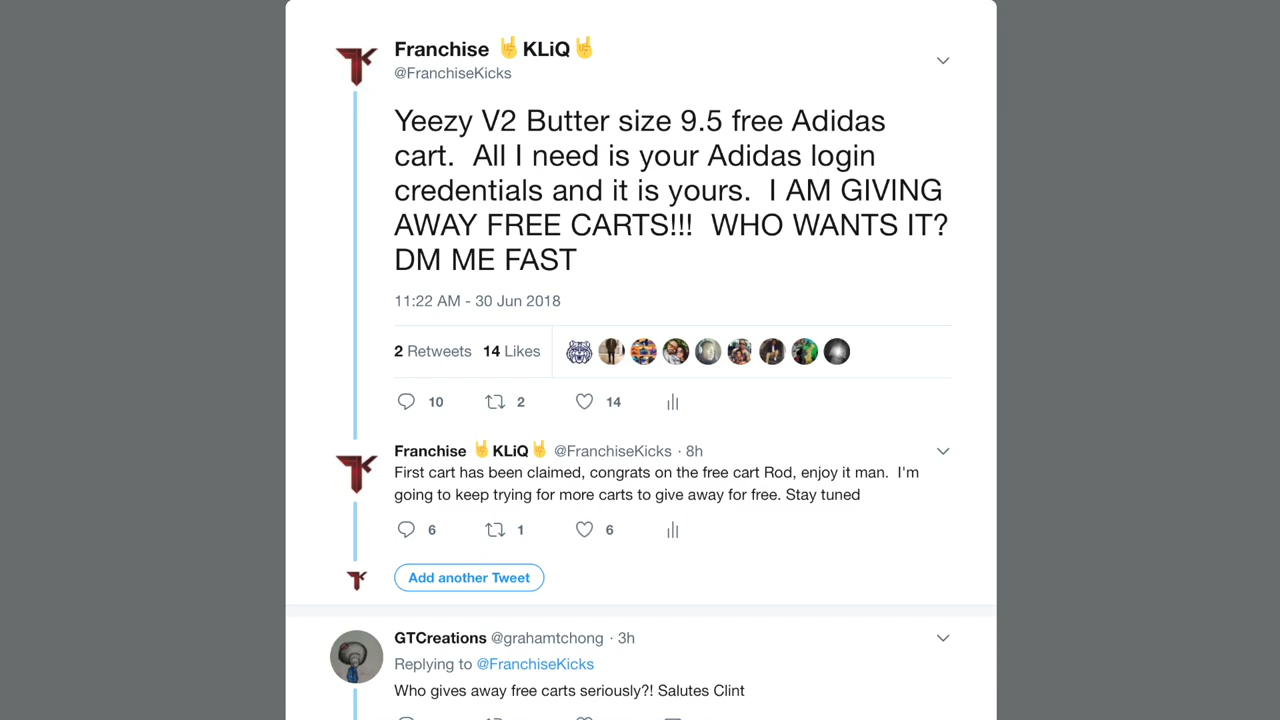 Franchise 🤘KLiQ🤘
@FranchiseKicks
Yeezy V2 Butter size 9.5 free Adidas
cart.  All I need is your Adidas login
credentials and it is yours.  I AM GIVING
AWAY FREE CARTS!!!  WHO WANTS IT?
DM ME FAST
11:22 AM - 30 Jun 2018
2 Retweets 14 Likes
10 2 14
Franchise 🤘KLiQ🤘 @FranchiseKicks · 8h
First cart has been claimed, congrats on the free cart Rod, enjoy it man.  I'm
going to keep trying for more carts to give away for free. Stay tuned
6 1 6
Add another Tweet
GTCreations @grahamtchong · 3h
Replying to @FranchiseKicks
Who gives away free carts seriously?! Salutes Clint